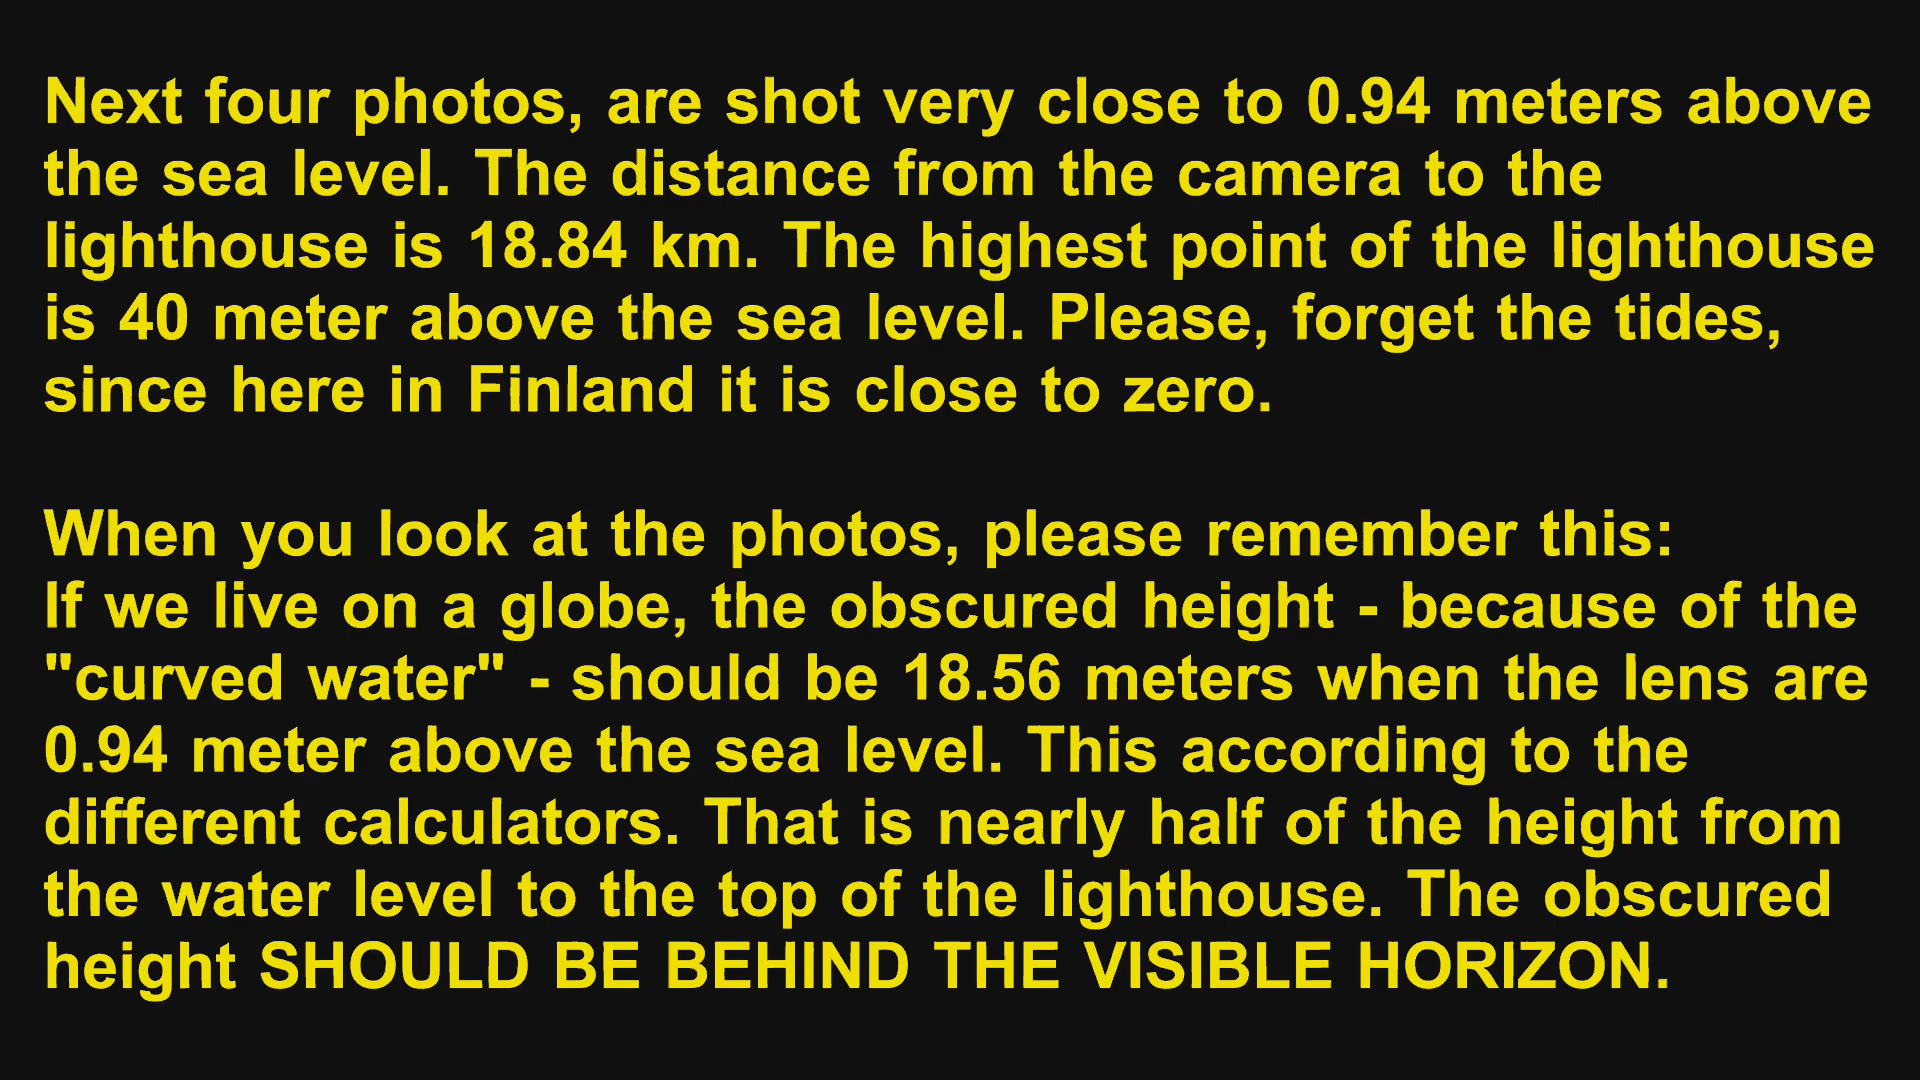 Next four photos, are shot very close to 0.94 meters above
the sea level. The distance from the camera to the
lighthouse is 18.84 km. The highest point of the lighthouse
is 40 meter above the sea level. Please, forget the tides,
since here in Finland it is close to zero.
When you look at the photos, please remember this:
If we live on a globe, the obscured height - because of the
"curved water" - should be 18.56 meters when the lens are
0.94 meter above the sea level. This according to the
different calculators. That is nearly half of the height from
the water level to the top of the lighthouse. The obscured
height SHOULD BE BEHIND THE VISIBLE HORIZON.